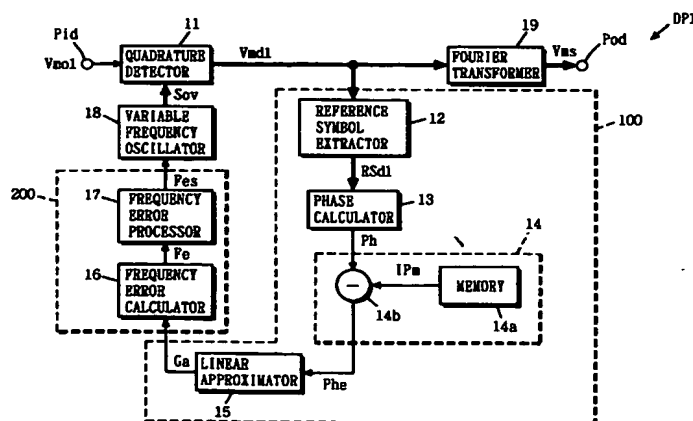 DP1
Pid
11
19
Pod
Vmo1
QUADRATURE
DETECTOR
Vmd1
FOURIER
TRANSFORMER
Vms
Sov
18
VARIABLE
FREQUENCY
OSCILLATOR
REFERENCE
SYMBOL
EXTRACTOR
12
100
Fes
RSd1
200
17
FREQUENCY
ERROR
PROCESSOR
PHASE
CALCULATOR
13
Fe
Ph
14
16
FREQUENCY
ERROR
CALCULATOR
IPm
−
MEMORY
14b
14a
Ga
LINEAR
APPROXIMATOR
Phe
15